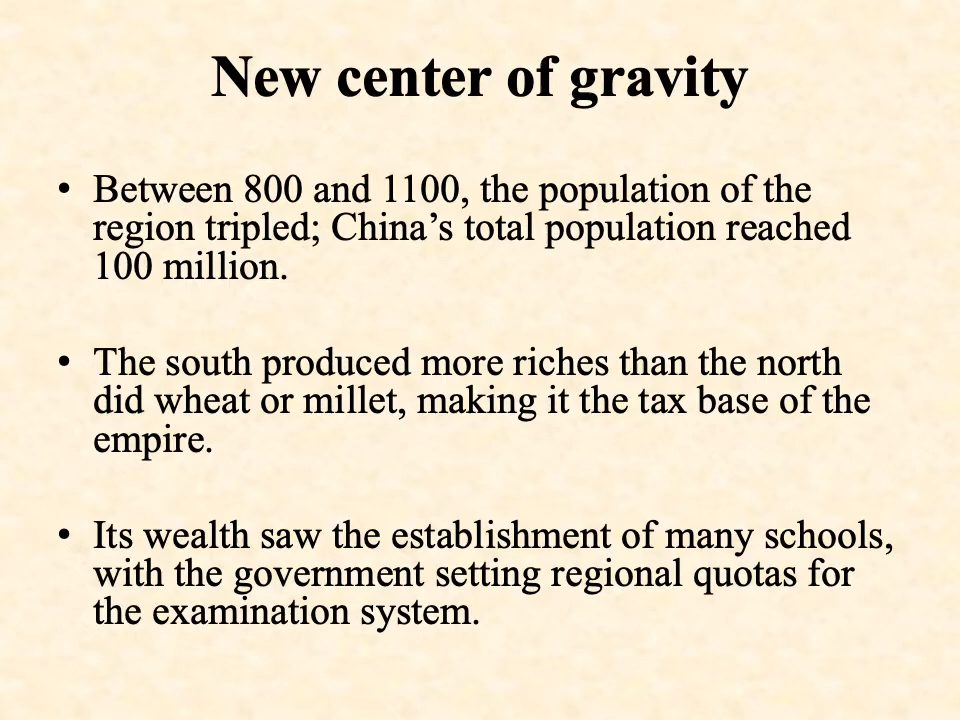 New center of gravity
• Between 800 and 1100, the population of the
region tripled; China’s total population reached
100 million.
• The south produced more riches than the north
did wheat or millet, making it the tax base of the
empire.
• Its wealth saw the establishment of many schools,
with the government setting regional quotas for
the examination system.